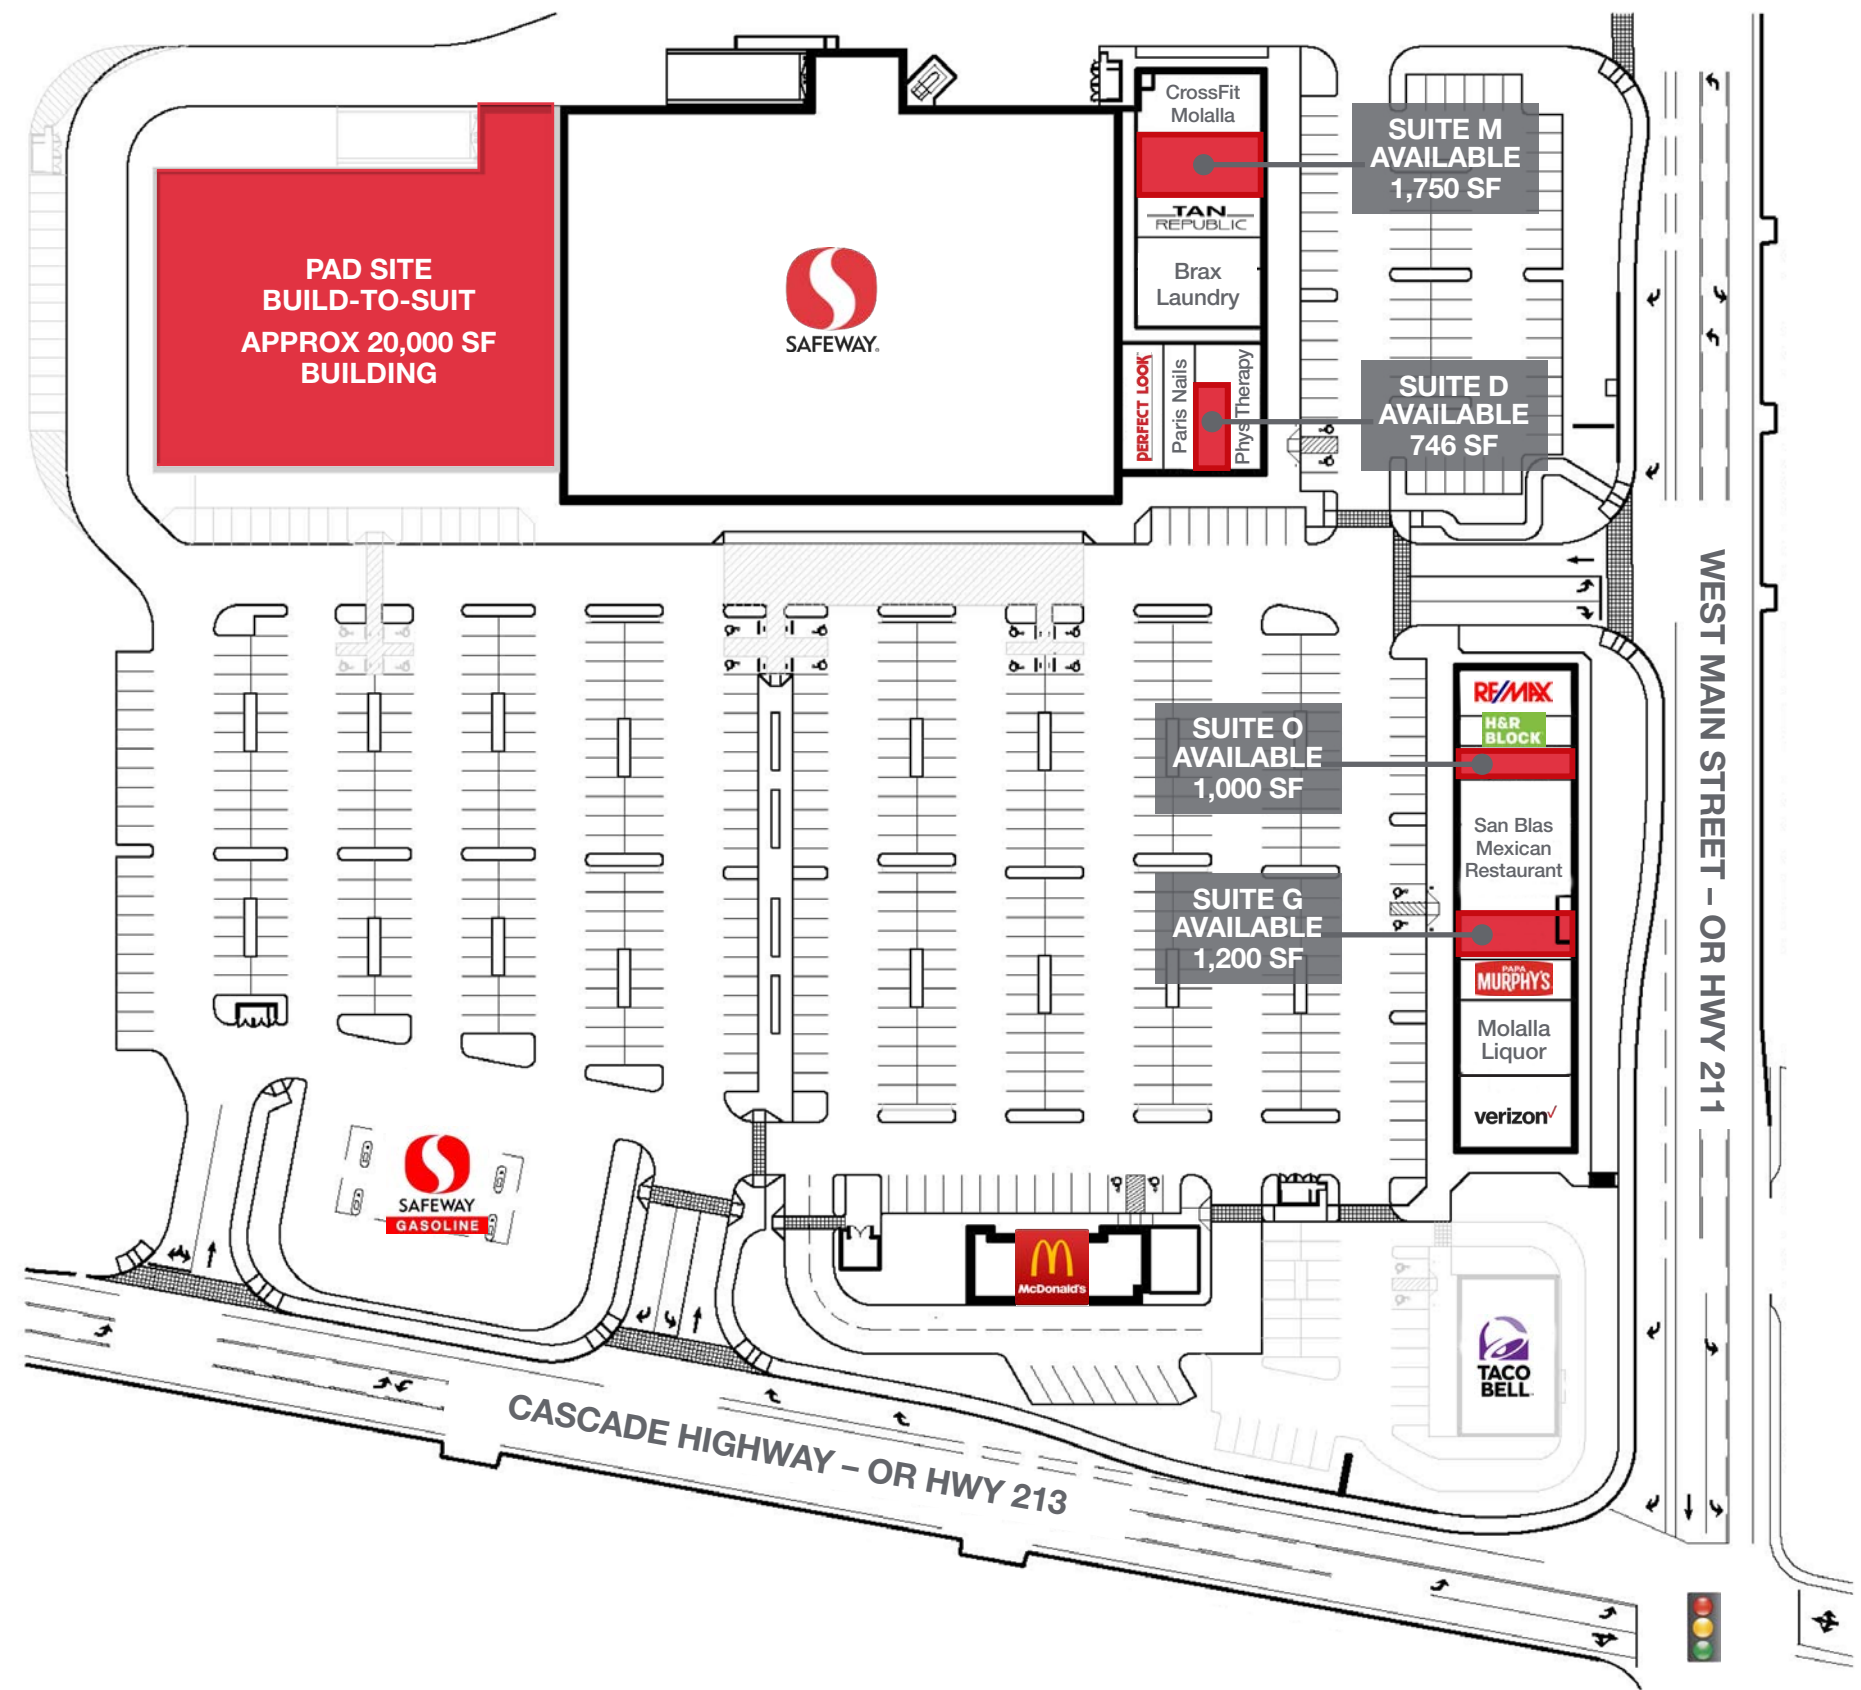 CrossFit
Molalla
SUITE M
AVAILABLE
1,750 SF
TAN
REPUBLIC
Brax
Laundry
PAD SITE
BUILD-TO-SUIT
APPROX 20,000 SF
BUILDING
SAFEWAY
PERFECT LOOK
Paris Nails
Phys Therapy
SUITE D
AVAILABLE
746 SF
WEST MAIN STREET – OR HWY 211
RE/MAX
H&R
BLOCK
SUITE O
AVAILABLE
1,000 SF
San Blas
Mexican
Restaurant
SUITE G
AVAILABLE
1,200 SF
PAPA
MURPHY'S
Molalla
Liquor
verizon
SAFEWAY
GASOLINE
McDonald's
TACO
BELL
CASCADE HIGHWAY – OR HWY 213